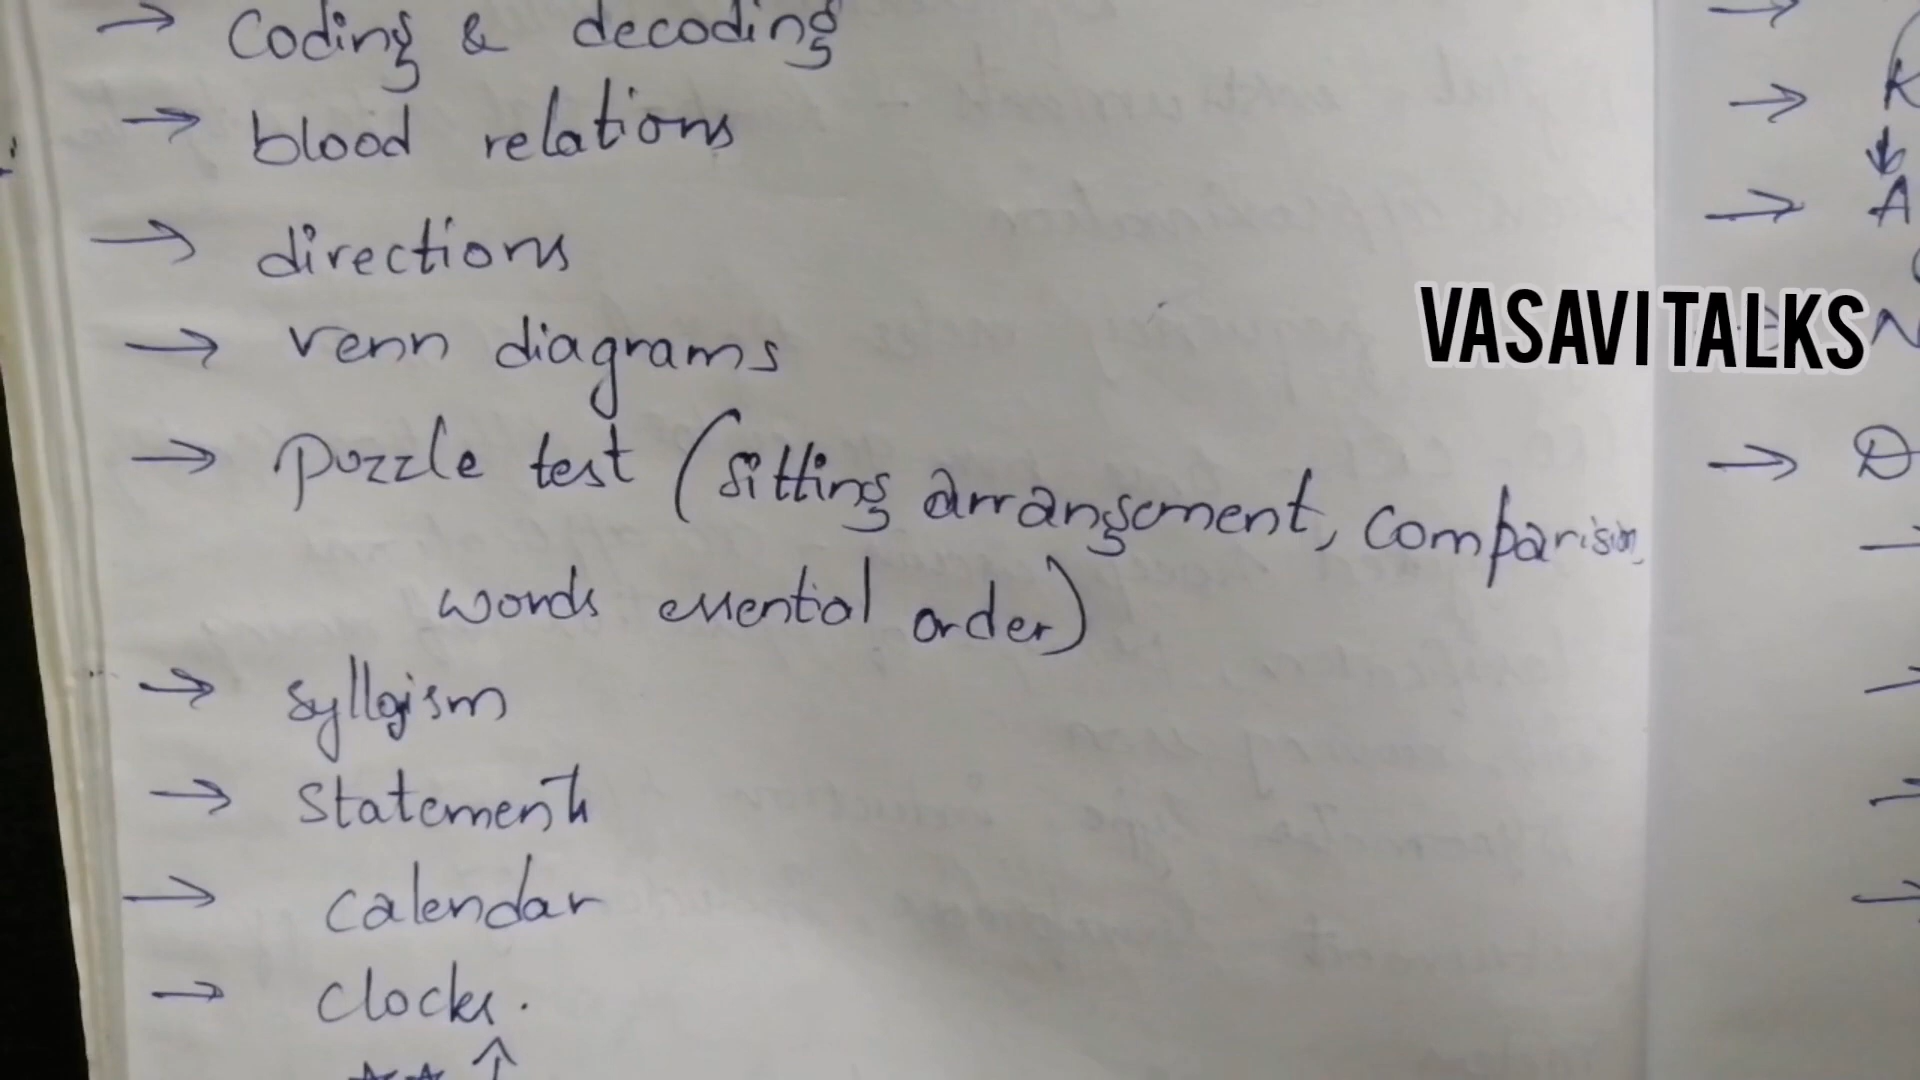 → Coding & decoding
→ blood relations
→ directions
→ venn diagrams
VASAVI TALKS
→ puzzle test (sitting arrangement, comparision,
words essential order)
→ syllogism
→ statements
→ calendar
→ clocks.